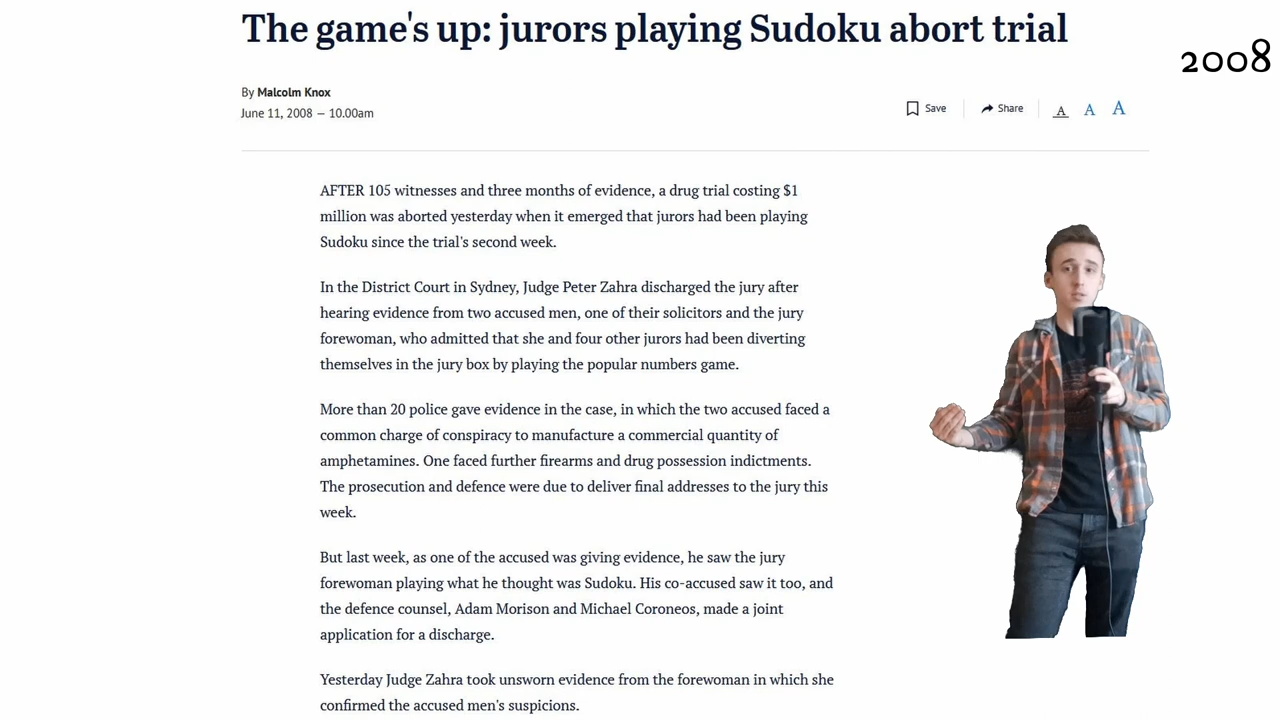 The game's up: jurors playing Sudoku abort trial
2008
By Malcolm Knox
June 11, 2008 — 10.00am
Save
Share
A A A
AFTER 105 witnesses and three months of evidence, a drug trial costing $1
million was aborted yesterday when it emerged that jurors had been playing
Sudoku since the trial's second week.
In the District Court in Sydney, Judge Peter Zahra discharged the jury after
hearing evidence from two accused men, one of their solicitors and the jury
forewoman, who admitted that she and four other jurors had been diverting
themselves in the jury box by playing the popular numbers game.
More than 20 police gave evidence in the case, in which the two accused faced a
common charge of conspiracy to manufacture a commercial quantity of
amphetamines. One faced further firearms and drug possession indictments.
The prosecution and defence were due to deliver final addresses to the jury this
week.
But last week, as one of the accused was giving evidence, he saw the jury
forewoman playing what he thought was Sudoku. His co-accused saw it too, and
the defence counsel, Adam Morison and Michael Coroneos, made a joint
application for a discharge.
Yesterday Judge Zahra took unsworn evidence from the forewoman in which she
confirmed the accused men's suspicions.